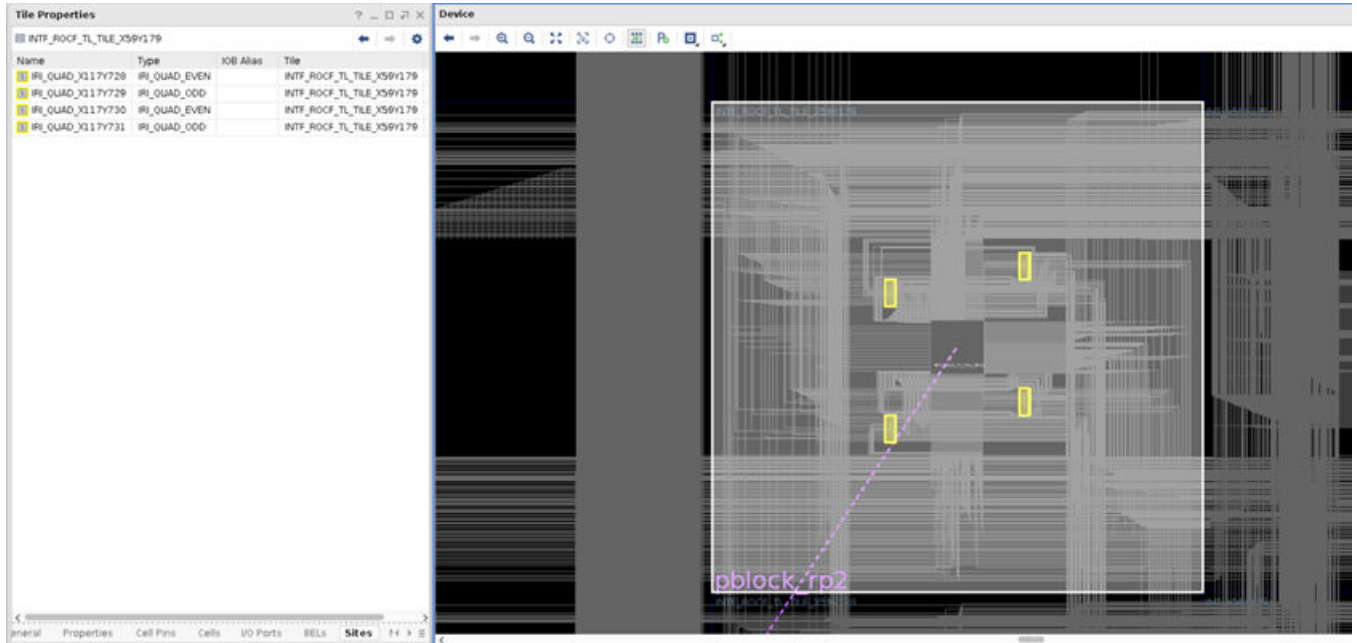 Tile Properties
INTF_ROCF_TL_TILE_X59Y179
Name Type IOB Alias Tile
IRI_QUAD_X117Y728 IRI_QUAD_EVEN INTF_ROCF_TL_TILE_X59Y179
IRI_QUAD_X117Y729 IRI_QUAD_ODD INTF_ROCF_TL_TILE_X59Y179
IRI_QUAD_X117Y730 IRI_QUAD_EVEN INTF_ROCF_TL_TILE_X59Y179
IRI_QUAD_X117Y731 IRI_QUAD_ODD INTF_ROCF_TL_TILE_X59Y179
eneral Properties Cell Pins Cells I/O Ports BELs Sites
Device
INTF_ROCF_TL_TILE_X59Y179
pblock_rp2